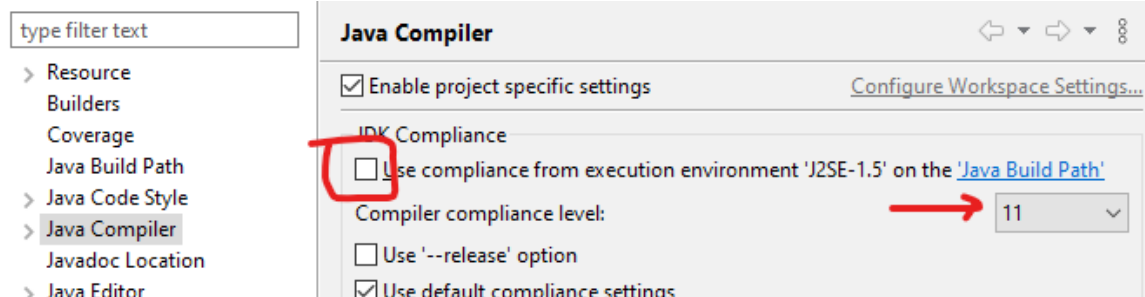 type filter text
Resource
Builders
Coverage
Java Build Path
Java Code Style
Java Compiler
Javadoc Location
Java Editor
Java Compiler
Enable project specific settings
Configure Workspace Settings...
JDK Compliance
Use compliance from execution environment 'J2SE-1.5' on the 'Java Build Path'
Compiler compliance level:
11
Use '--release' option
Use default compliance settings